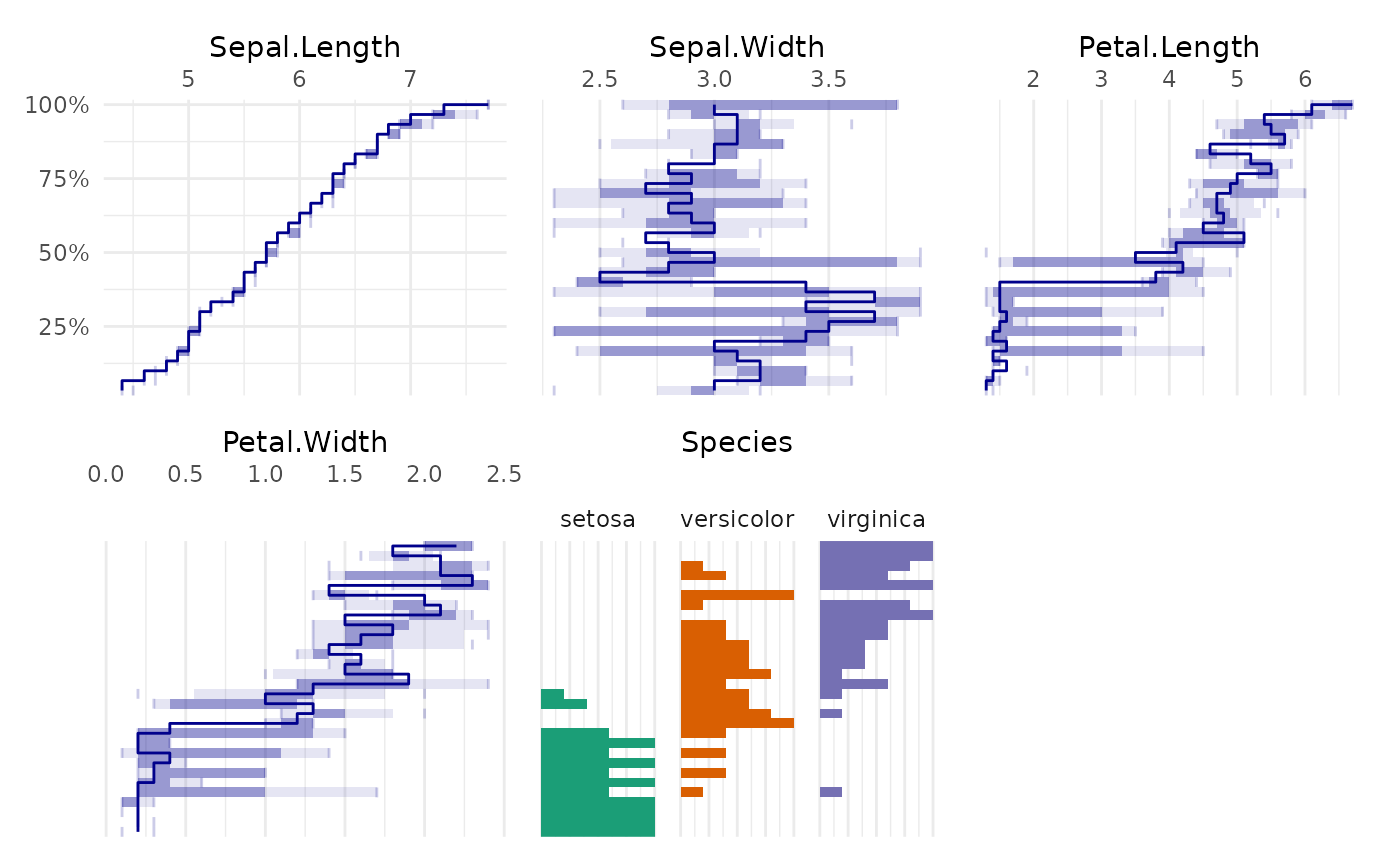 Sepal.Length Sepal.Width Petal.Length
5 6 7 2.5 3.0 3.5 2 3 4 5 6
100%
75%
50%
25%
Petal.Width Species
0.0 0.5 1.0 1.5 2.0 2.5
setosa versicolor virginica